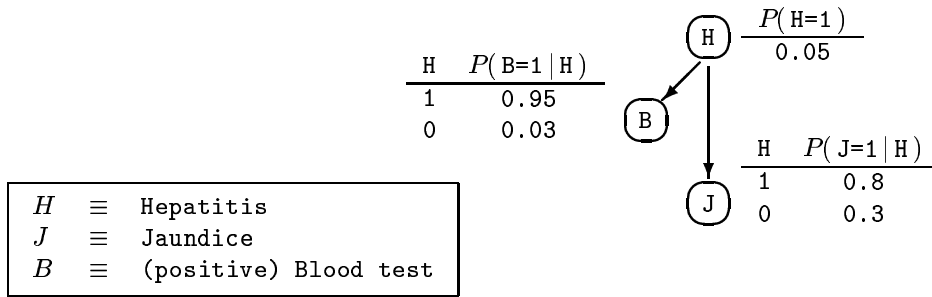 H P( H=1 )
0.05
H P( B=1 | H )
1 0.95
0 0.03
B
H P( J=1 | H )
1 0.8
0 0.3
J
H ≡ Hepatitis
J ≡ Jaundice
B ≡ (positive) Blood test